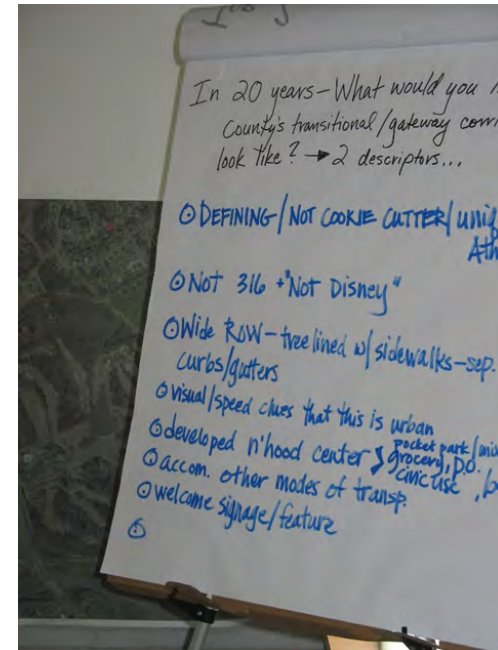 In 20 years – What would you
County's transitional/gateway
look like? → 2 descriptors...
⊙ DEFINING/NOT COOKIE CUTTER/
⊙ Not 316 + "Not Disney"
⊙ Wide ROW – tree lined w/ sidewalks – sep.
curbs/gutters
⊙ visual/speed clues that this is urban
⊙ developed n'hood center } pocket park/
grocery, p.o.
civic use,
⊙ accom. other modes of transp.
⊙ welcome signage/feature
⊙